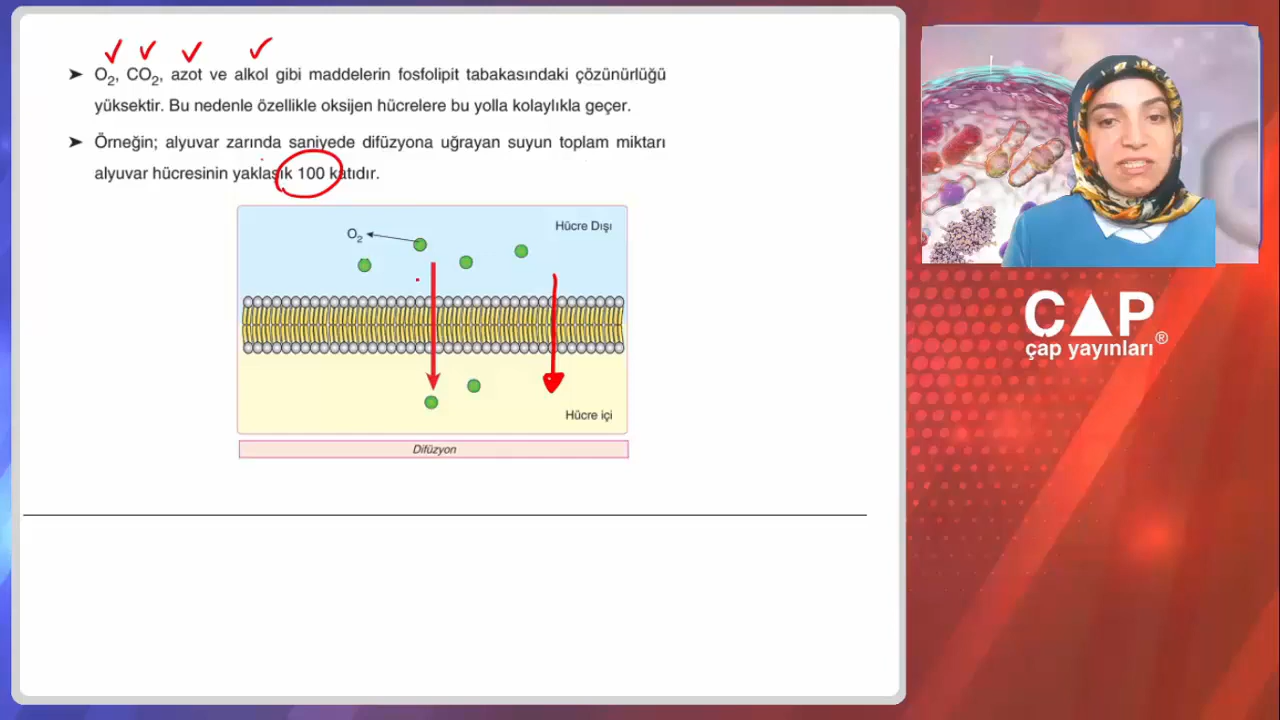 ➤ O₂, CO₂, azot ve alkol gibi maddelerin fosfolipit tabakasındaki çözünürlüğü
yüksektir. Bu nedenle özellikle oksijen hücrelere bu yolla kolaylıkla geçer.
➤ Örneğin; alyuvar zarında saniyede difüzyona uğrayan suyun toplam miktarı
alyuvar hücresinin yaklaşık 100 katıdır.
O₂
Hücre Dışı
Hücre içi
Difüzyon
ÇAP®
çap yayınları